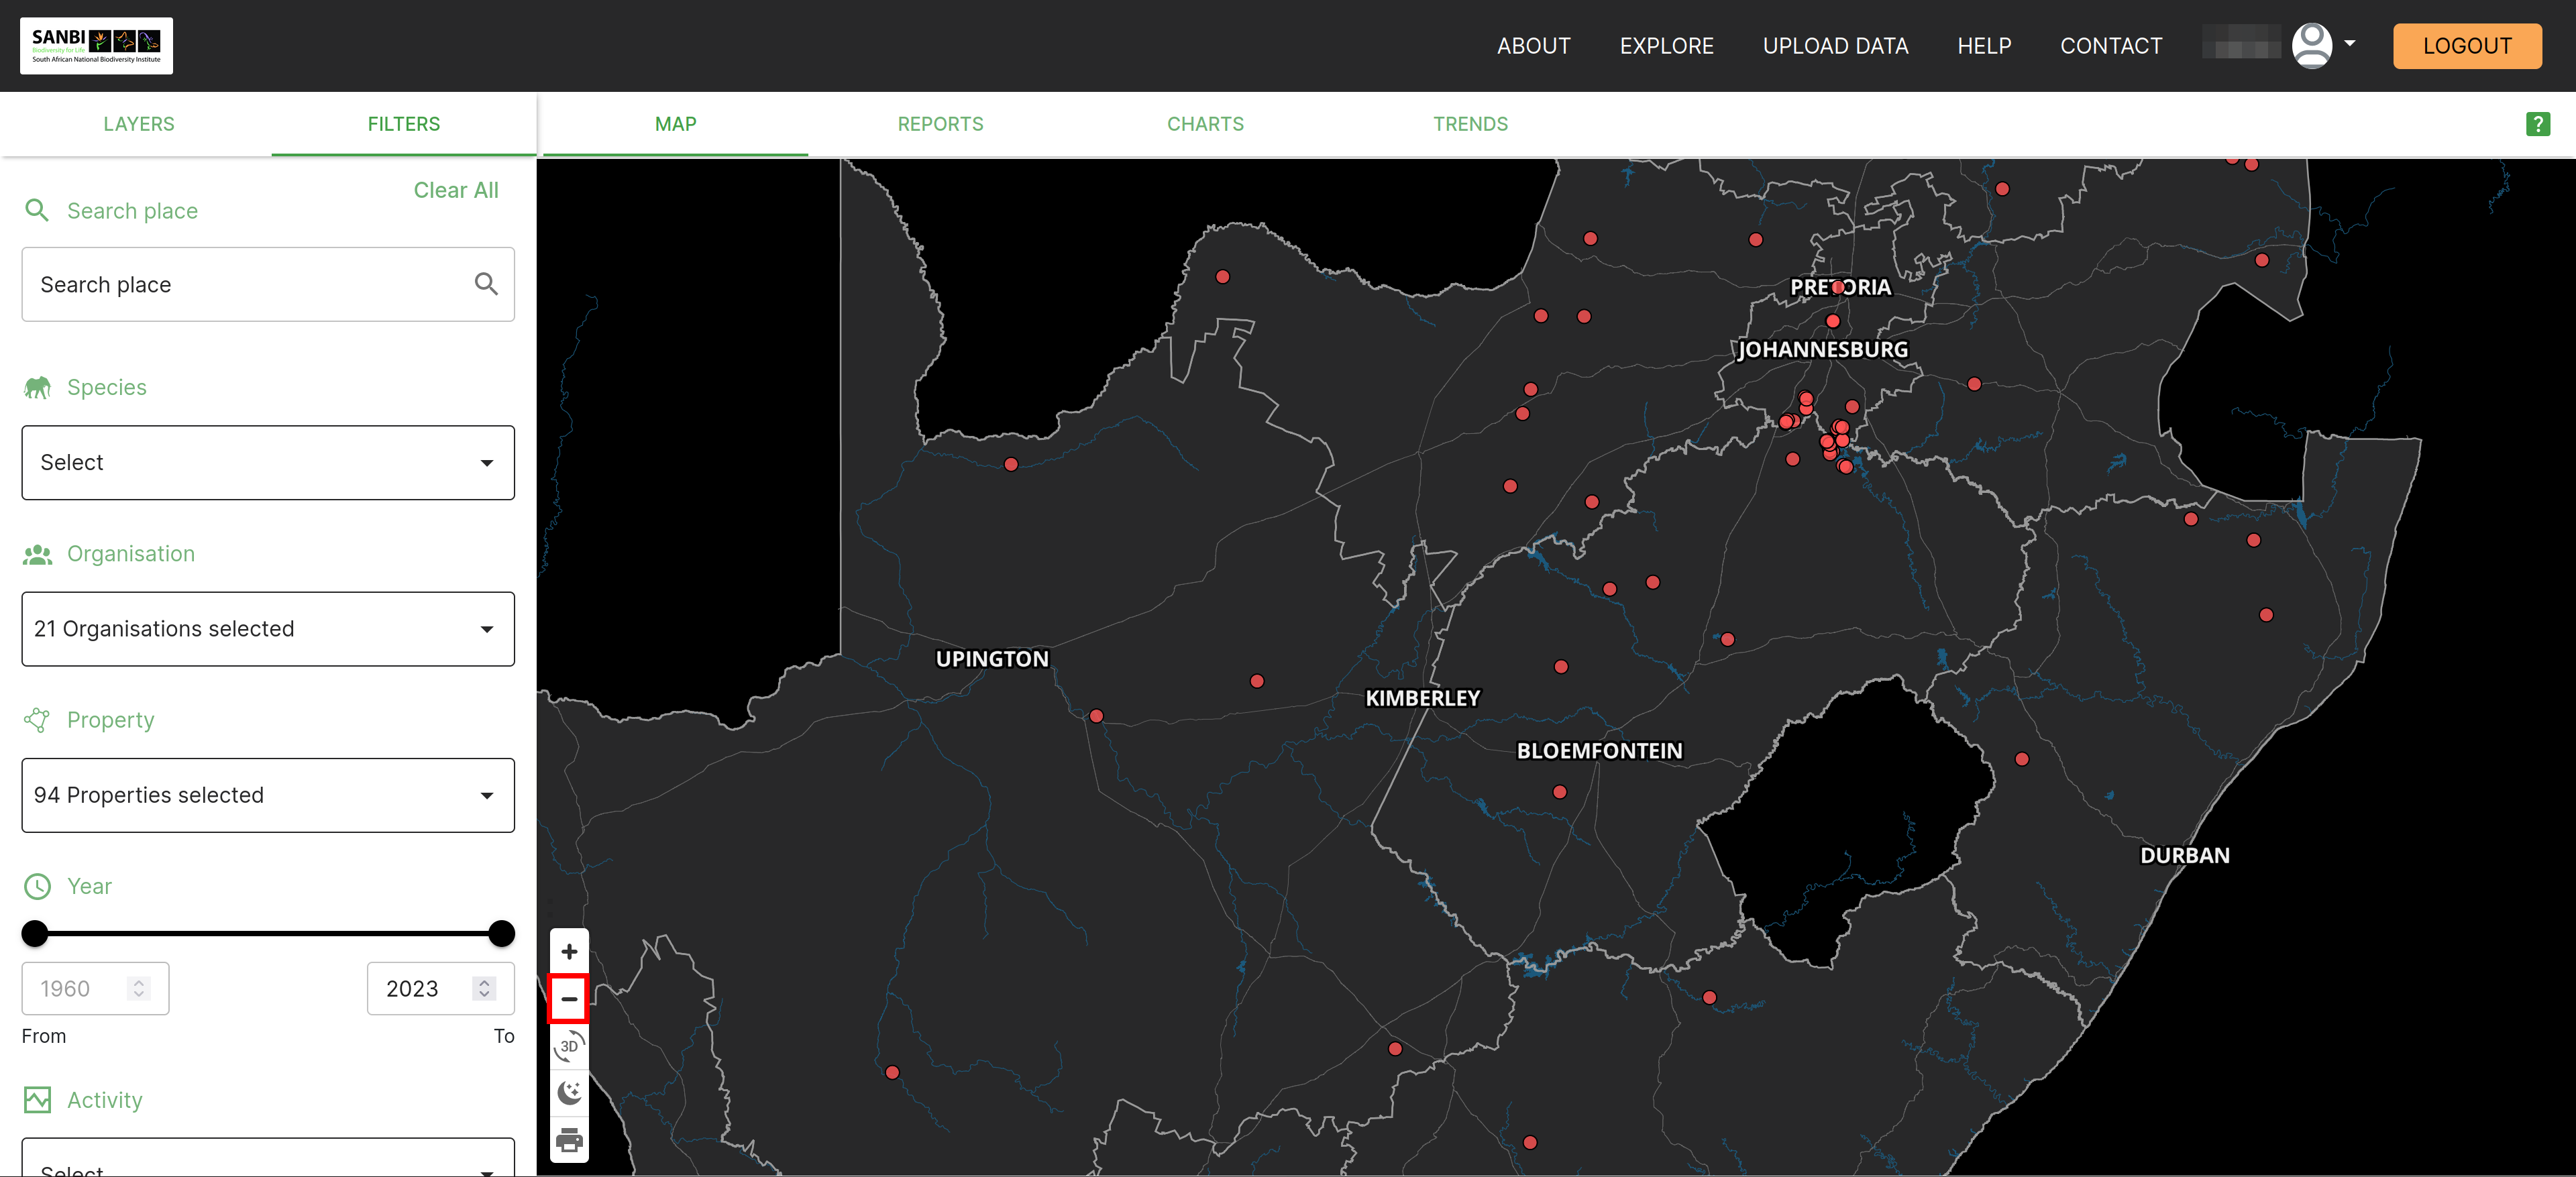 SANBI
Biodiversity for Life
South African National Biodiversity Institute
ABOUT
EXPLORE
UPLOAD DATA
HELP
CONTACT
LOGOUT
LAYERS
FILTERS
MAP
REPORTS
CHARTS
TRENDS
?
Clear All
Search place
Search place
Species
Select
Organisation
21 Organisations selected
Property
94 Properties selected
Year
1960
2023
From
To
Activity
Select
PRETORIA
JOHANNESBURG
UPINGTON
KIMBERLEY
BLOEMFONTEIN
DURBAN
+
−
3D